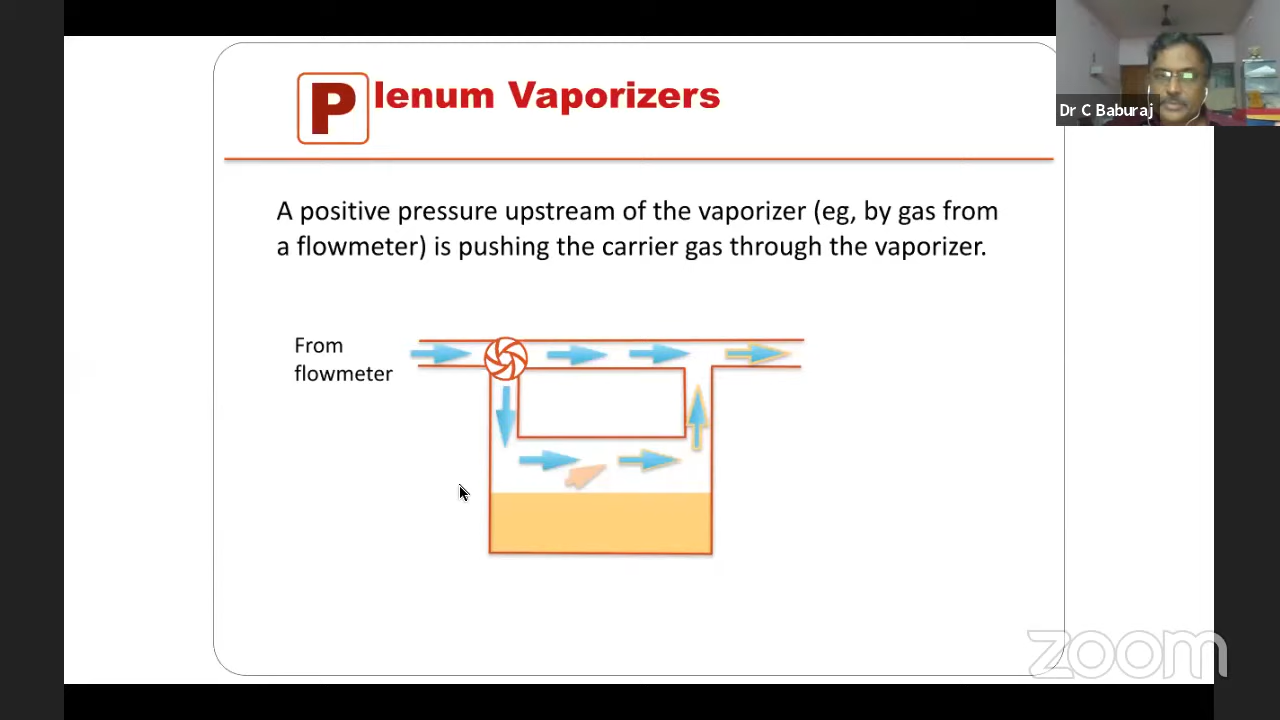 Plenum Vaporizers
Dr C Baburaj
A positive pressure upstream of the vaporizer (eg, by gas from
a flowmeter) is pushing the carrier gas through the vaporizer.
From
flowmeter
zoom